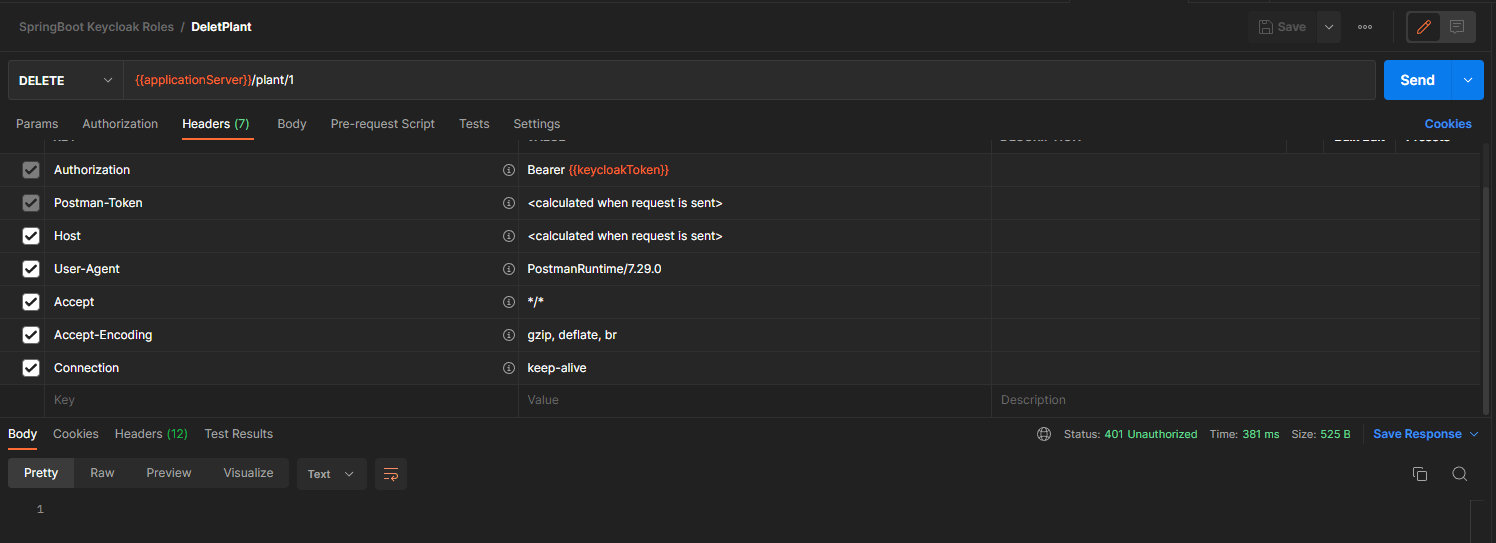 SpringBoot Keycloak Roles / DeletPlant
Save
DELETE {{applicationServer}}/plant/1
Send
Params Authorization Headers (7) Body Pre-request Script Tests Settings Cookies
Authorization Bearer {{keycloakToken}}
Postman-Token <calculated when request is sent>
Host <calculated when request is sent>
User-Agent PostmanRuntime/7.29.0
Accept */*
Accept-Encoding gzip, deflate, br
Connection keep-alive
Key Value Description
Body Cookies Headers (12) Test Results Status: 401 Unauthorized Time: 381 ms Size: 525 B Save Response
Pretty Raw Preview Visualize Text
1